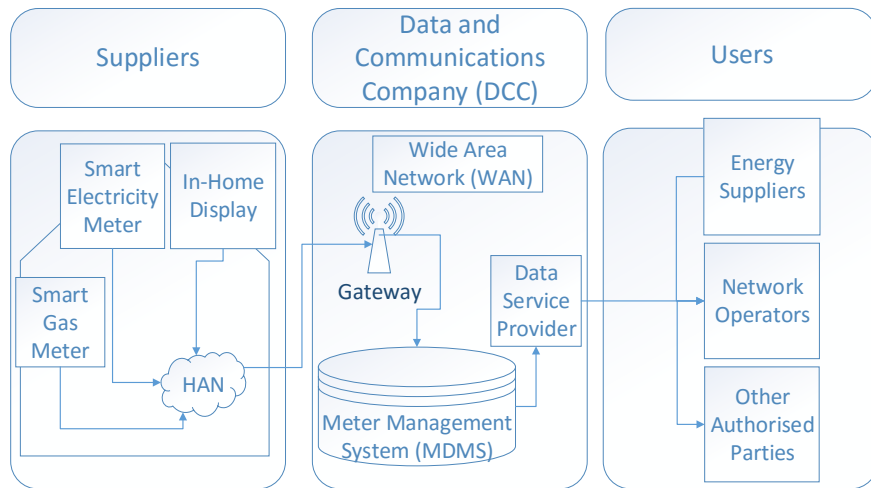 Suppliers
Data and
Communications
Company (DCC)
Users
Smart
Electricity
Meter
In-Home
Display
Smart
Gas
Meter
HAN
Wide Area
Network (WAN)
Gateway
Data
Service
Provider
Meter Management
System (MDMS)
Energy
Suppliers
Network
Operators
Other
Authorised
Parties